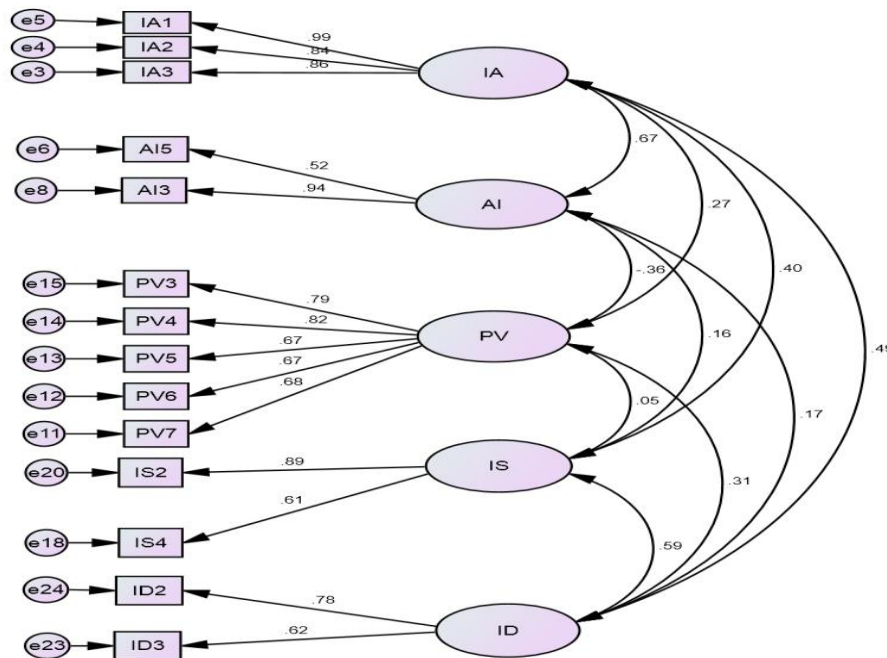 e5 IA1
.99
e4 IA2 .84
e3 IA3 .86
IA
.67
e6 AI5
.52
e8 AI3 .94
AI
.27
-.36
.40
e15 PV3
.79
e14 PV4 .82
PV
.16
e13 PV5 .67
.67
e12 PV6
.68
e11 PV7
.49
.05
.17
e20 IS2 .89
IS
.61
.31
e18 IS4
.59
e24 ID2
.78
ID
e23 ID3 .62